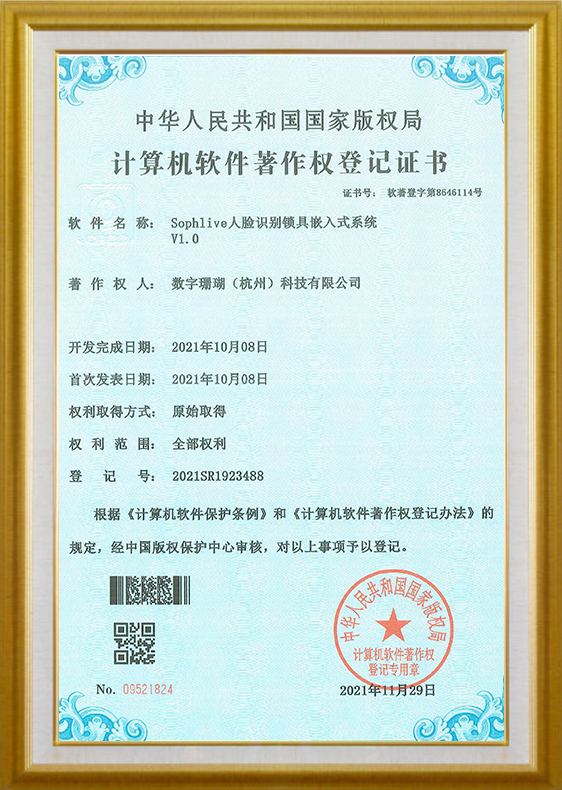 中华人民共和国国家版权局
计算机软件著作权登记证书
证书号： 软著登字第8646114号
软件名称： Sophlive人脸识别锁具嵌入式系统
V1.0
著作权人： 数字珊瑚（杭州）科技有限公司
开发完成日期： 2021年10月08日
首次发表日期： 2021年10月08日
权利取得方式： 原始取得
权利范围： 全部权利
登记号： 2021SR1923488
根据《计算机软件保护条例》和《计算机软件著作权登记办法》的
规定，经中国版权保护中心审核，对以上事项予以登记。
中华人民共和国国家版权局
计算机软件著作权
登记专用章
No. 09521824
2021年11月29日